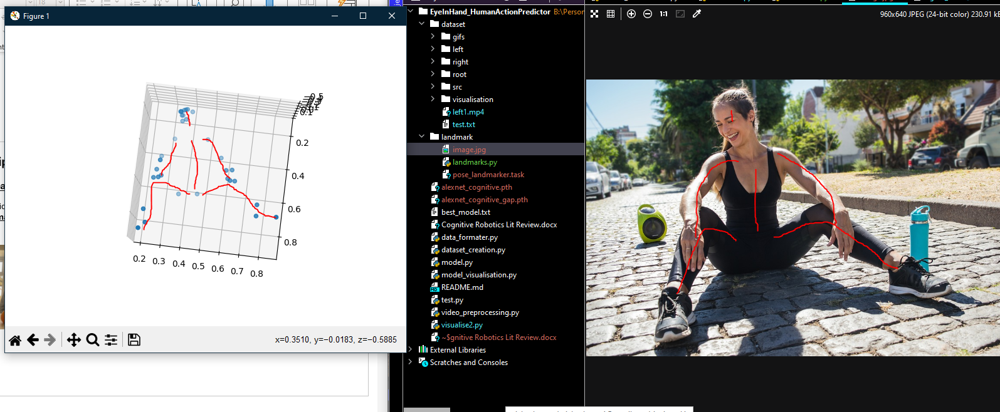 Figure 1
-0.5
0.1
0.2
0.4
0.6
0.8
0.2
0.3
0.4
0.5
0.6
0.7
0.8
x=0.3510, y=−0.0183, z=−0.5885
EyeInHand_HumanActionPredictor B:\Person
dataset
gifs
left
right
root
src
visualisation
left1.mp4
test.txt
landmark
image.jpg
landmarks.py
pose_landmarker.task
alexnet_cognitive.pth
alexnet_cognitive_gap.pth
best_model.txt
Cognitive Robotics Lit Review.docx
data_formater.py
dataset_creation.py
model.py
model_visualisation.py
README.md
test.py
video_preprocessing.py
visualise2.py
~$gnitive Robotics Lit Review.docx
External Libraries
Scratches and Consoles
1:1
960x640 JPEG (24-bit color) 230.91 kB